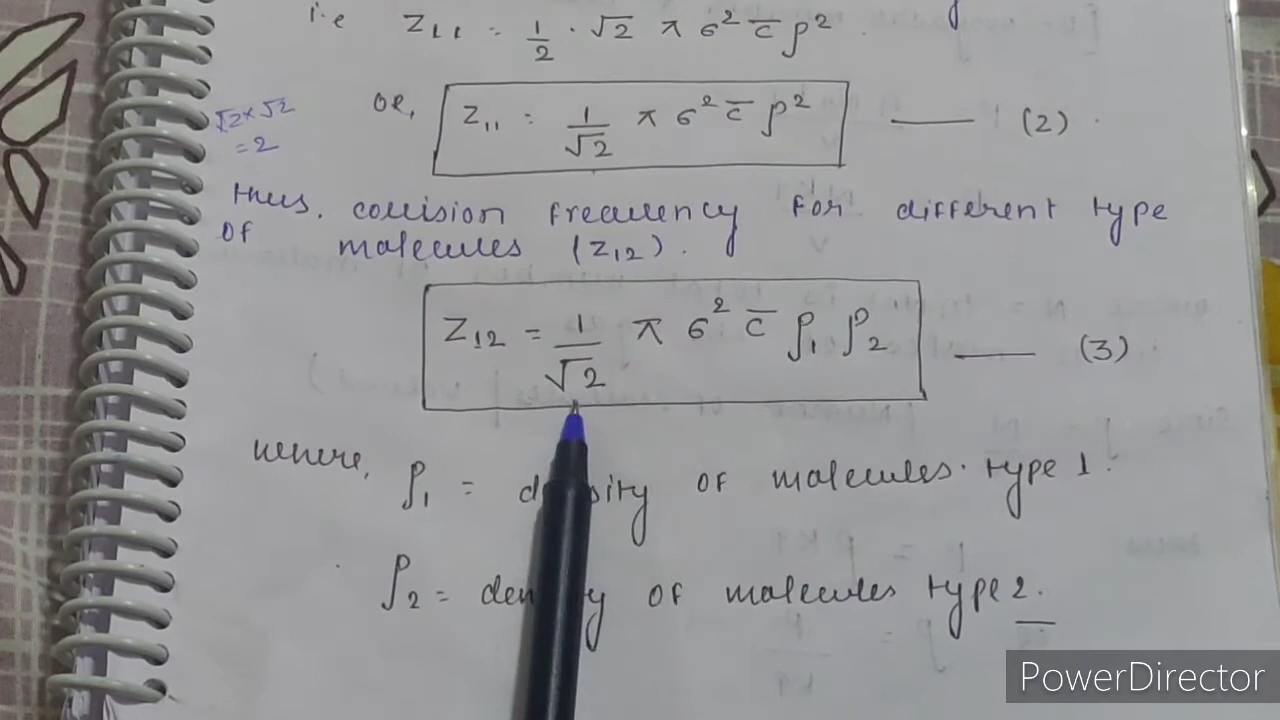 i.e Z₁₁ = 1/2 · √2 π σ² c̄ ρ²
or, Z₁₁ = 1/√2 π σ² c̄ ρ² —— (2)
√2 × √2
= 2
thus, collision frequency for different type
of molecules (Z₁₂).
Z₁₂ = 1/√2 π σ² c̄ ρ₁ ρ₂ —— (3)
where, ρ₁ = density of molecules. type 1.
ρ₂ = density of molecules type 2.
PowerDirector